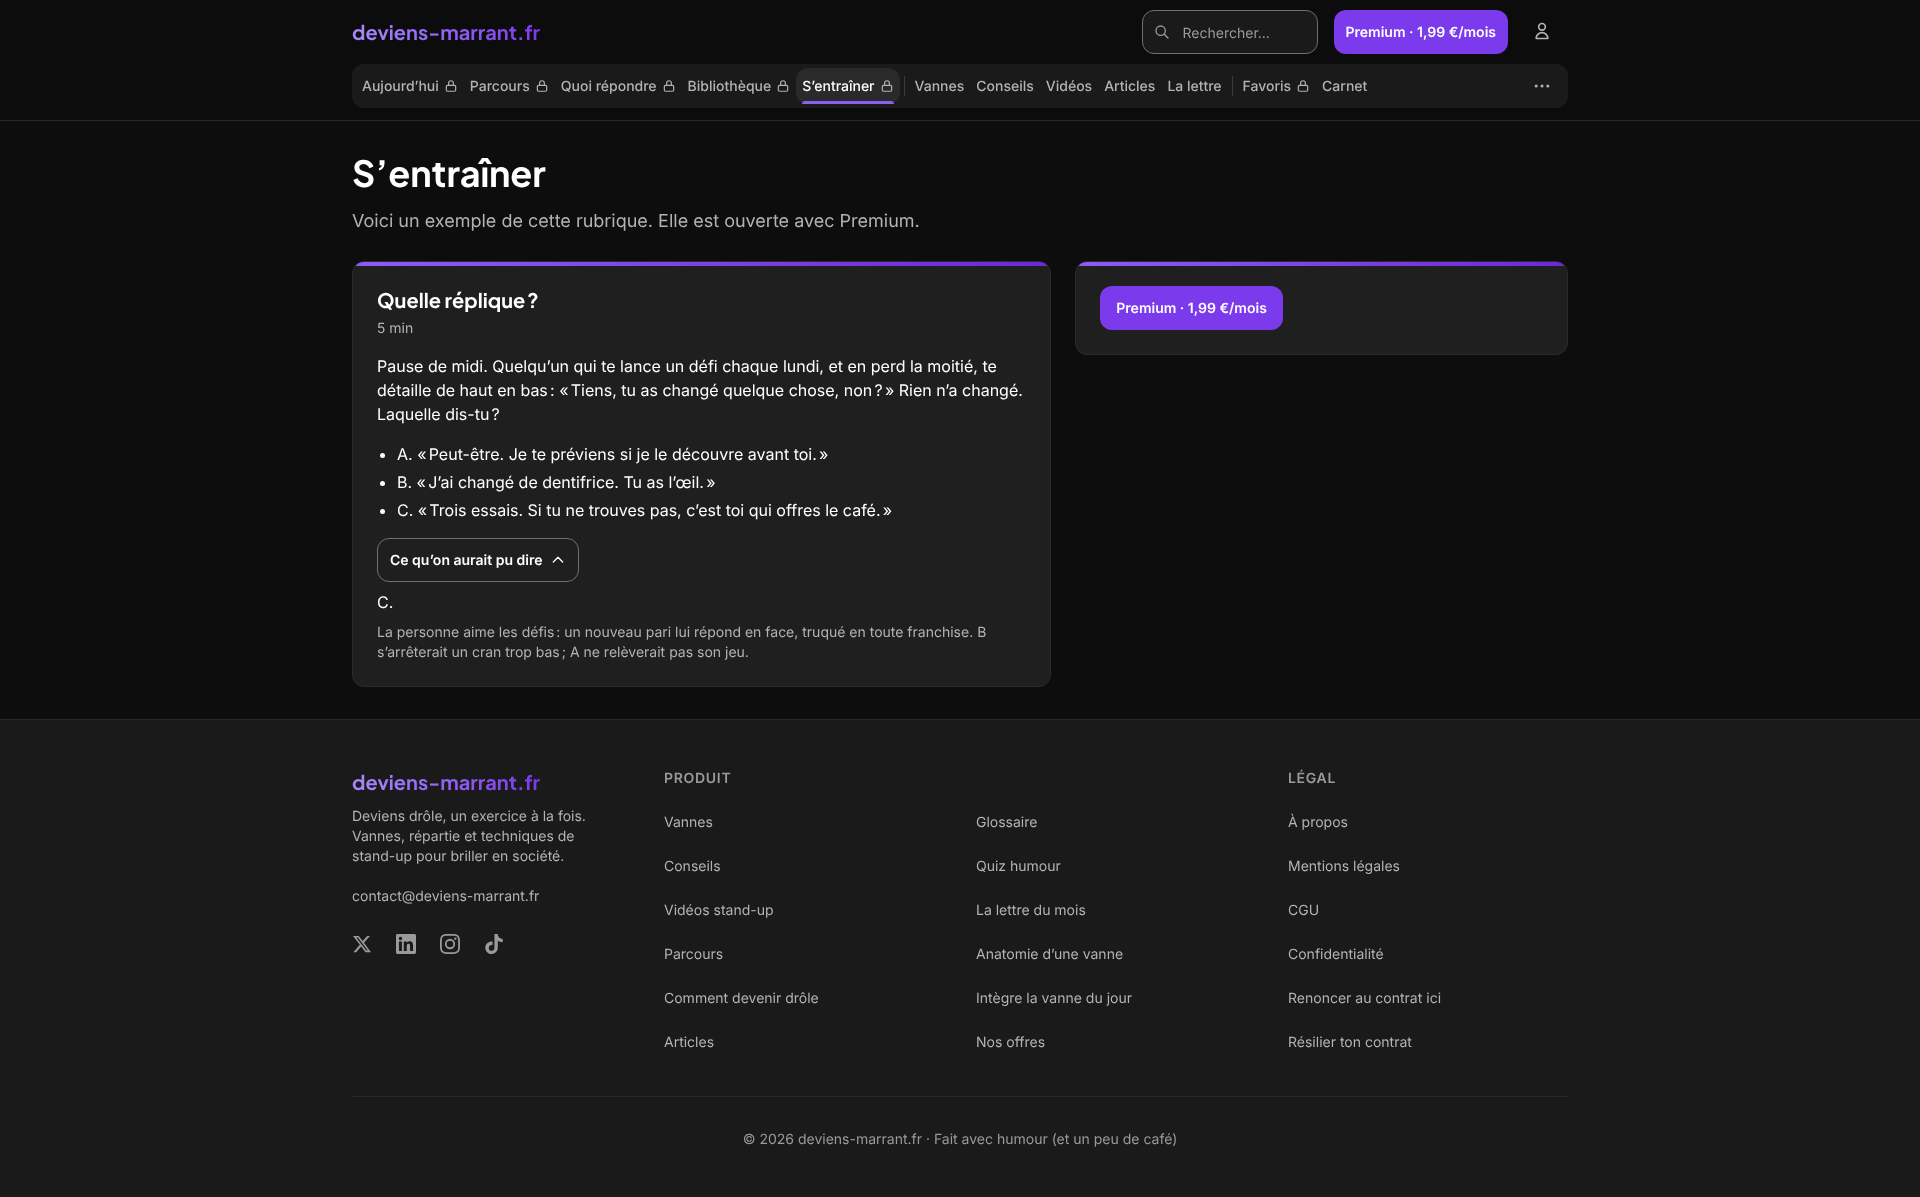 deviens-marrant.fr
Rechercher...
Premium · 1,99 €/mois
Aujourd’hui
Parcours
Quoi répondre
Bibliothèque
S’entraîner
Vannes
Conseils
Vidéos
Articles
La lettre
Favoris
Carnet
S’entraîner
Voici un exemple de cette rubrique. Elle est ouverte avec Premium.
Quelle réplique ?
5 min
Pause de midi. Quelqu’un qui te lance un défi chaque lundi, et en perd la moitié, te
détaille de haut en bas : « Tiens, tu as changé quelque chose, non ? » Rien n’a changé.
Laquelle dis-tu ?
• A. « Peut-être. Je te préviens si je le découvre avant toi. »
• B. « J’ai changé de dentifrice. Tu as l’œil. »
• C. « Trois essais. Si tu ne trouves pas, c’est toi qui offres le café. »
Ce qu’on aurait pu dire
C.
La personne aime les défis : un nouveau pari lui répond en face, truqué en toute franchise. B
s’arrêterait un cran trop bas ; A ne relèverait pas son jeu.
Premium · 1,99 €/mois
deviens-marrant.fr
Deviens drôle, un exercice à la fois.
Vannes, répartie et techniques de
stand-up pour briller en société.
contact@deviens-marrant.fr
PRODUIT
Vannes
Conseils
Vidéos stand-up
Parcours
Comment devenir drôle
Articles
Glossaire
Quiz humour
La lettre du mois
Anatomie d’une vanne
Intègre la vanne du jour
Nos offres
LÉGAL
À propos
Mentions légales
CGU
Confidentialité
Renoncer au contrat ici
Résilier ton contrat
© 2026 deviens-marrant.fr · Fait avec humour (et un peu de café)